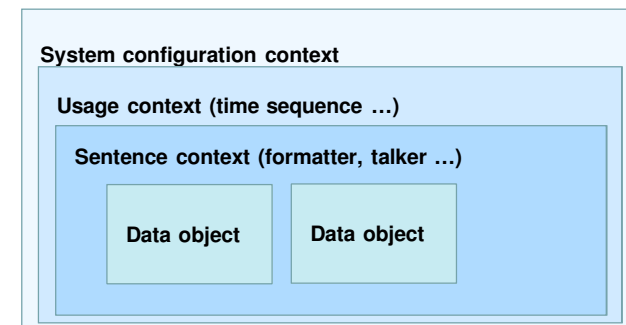 System configuration context
Usage context (time sequence ...)
Sentence context (formatter, talker ...)
Data object
Data object